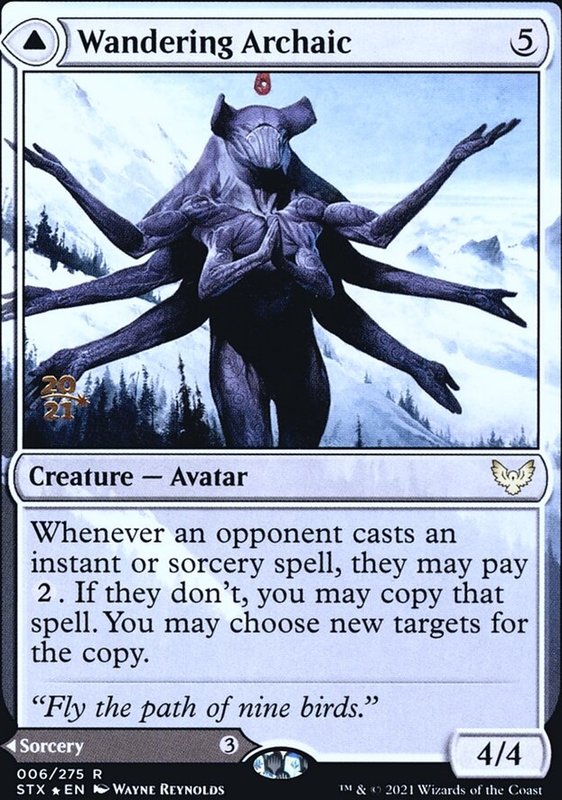 Wandering Archaic 5
20
21
Creature — Avatar
Whenever an opponent casts an
instant or sorcery spell, they may pay
2. If they don't, you may copy that
spell. You may choose new targets for
the copy.
“Fly the path of nine birds.”
Sorcery 3
4/4
006/275 R
STX ★ EN Wayne Reynolds
™ & © 2021 Wizards of the Coast